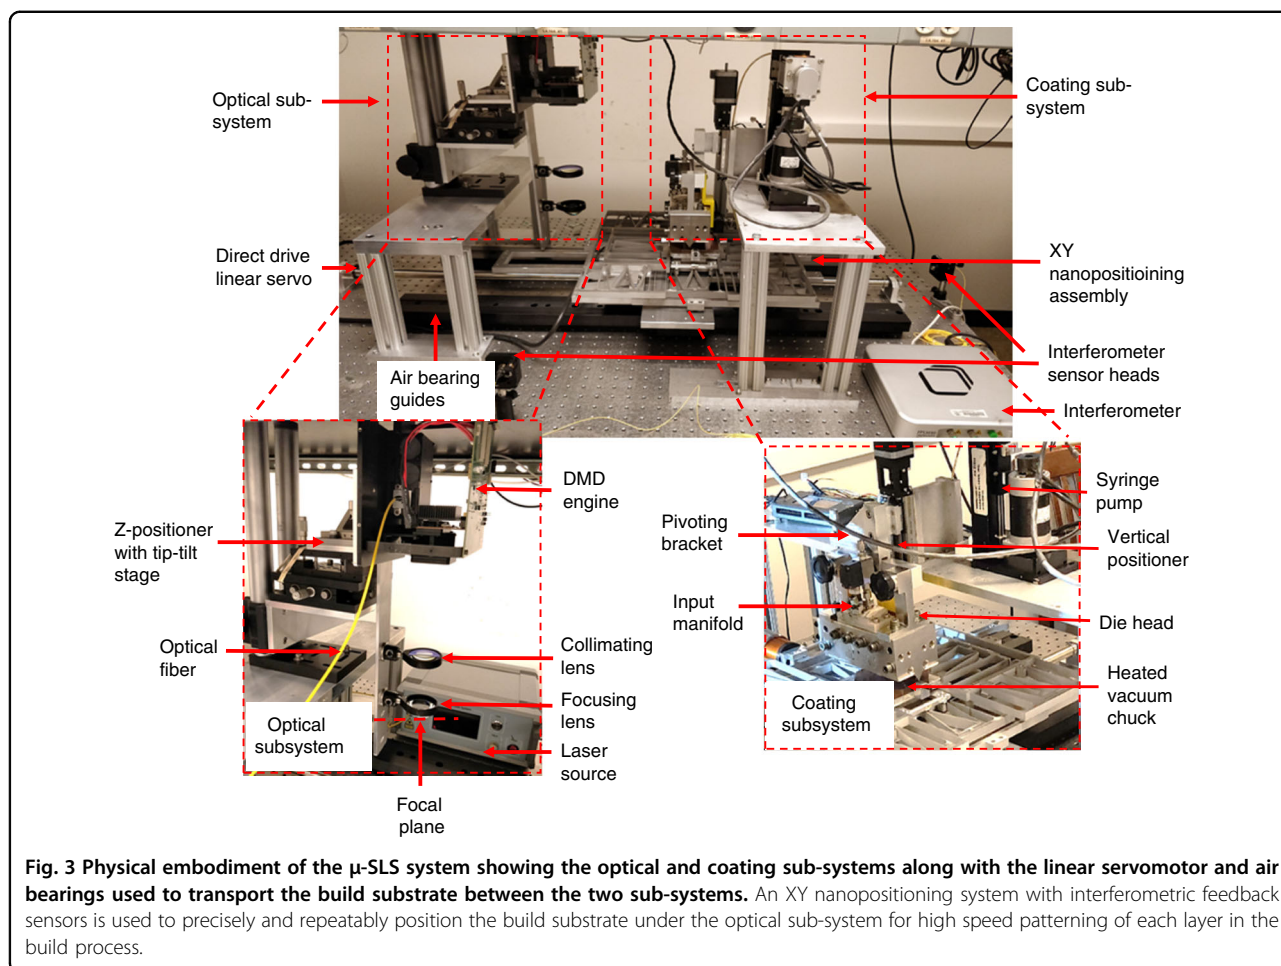 Optical sub-
system
Coating sub-
system
Direct drive
linear servo
XY
nanopositioining
assembly
Air bearing
guides
Interferometer
sensor heads
Interferometer
DMD
engine
Z-positioner
with tip-tilt
stage
Optical
fiber
Collimating
lens
Focusing
lens
Optical
subsystem
Laser
source
Focal
plane
Syringe
pump
Pivoting
bracket
Vertical
positioner
Input
manifold
Die head
Heated
vacuum
chuck
Coating
subsystem
Fig. 3 Physical embodiment of the μ-SLS system showing the optical and coating sub-systems along with the linear servomotor and air
bearings used to transport the build substrate between the two sub-systems. An XY nanopositioning system with interferometric feedback
sensors is used to precisely and repeatably position the build substrate under the optical sub-system for high speed patterning of each layer in the
build process.